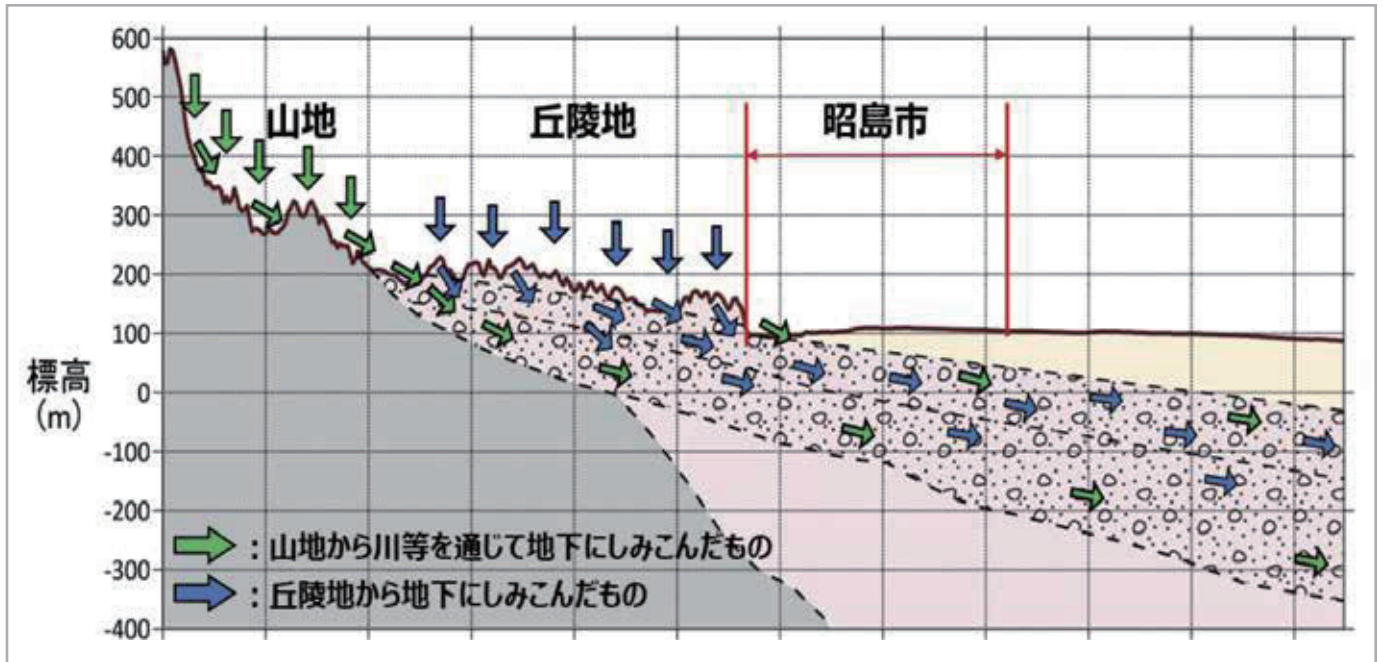 600
500
400
300
200
100
0
-100
-200
-300
-400
標高
(m)
山地
丘陵地
昭島市
：山地から川等を通じて地下にしみこんだもの
：丘陵地から地下にしみこんだもの